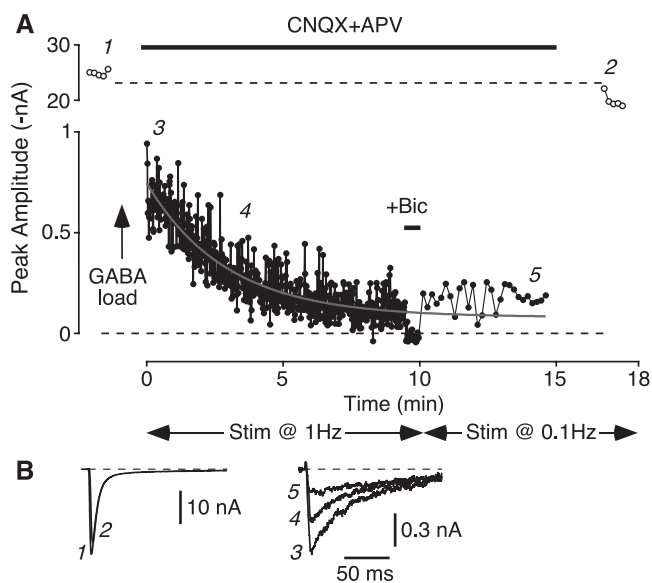 A
CNQX+APV
30
1
2
20
Peak Amplitude (-nA)
1
3
4
+Bic
0.5
GABA
load
5
0
0 5 10 15 18
Time (min)
Stim @ 1Hz
Stim @ 0.1Hz
B
10 nA
1
2
5
4
3
0.3 nA
50 ms